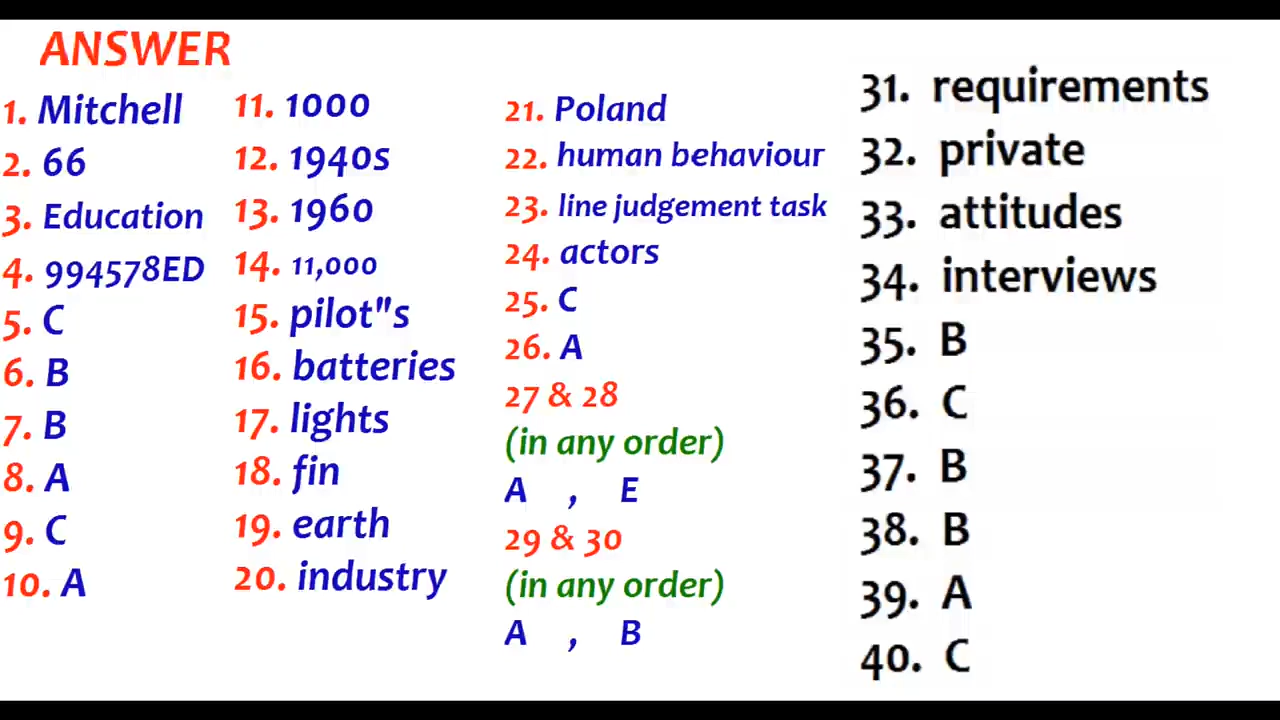 ANSWER
1. Mitchell
2. 66
3. Education
4. 994578ED
5. C
6. B
7. B
8. A
9. C
10. A
11. 1000
12. 1940s
13. 1960
14. 11,000
15. pilot"s
16. batteries
17. lights
18. fin
19. earth
20. industry
21. Poland
22. human behaviour
23. line judgement task
24. actors
25. C
26. A
27 & 28
(in any order)
A , E
29 & 30
(in any order)
A , B
31. requirements
32. private
33. attitudes
34. interviews
35. B
36. C
37. B
38. B
39. A
40. C